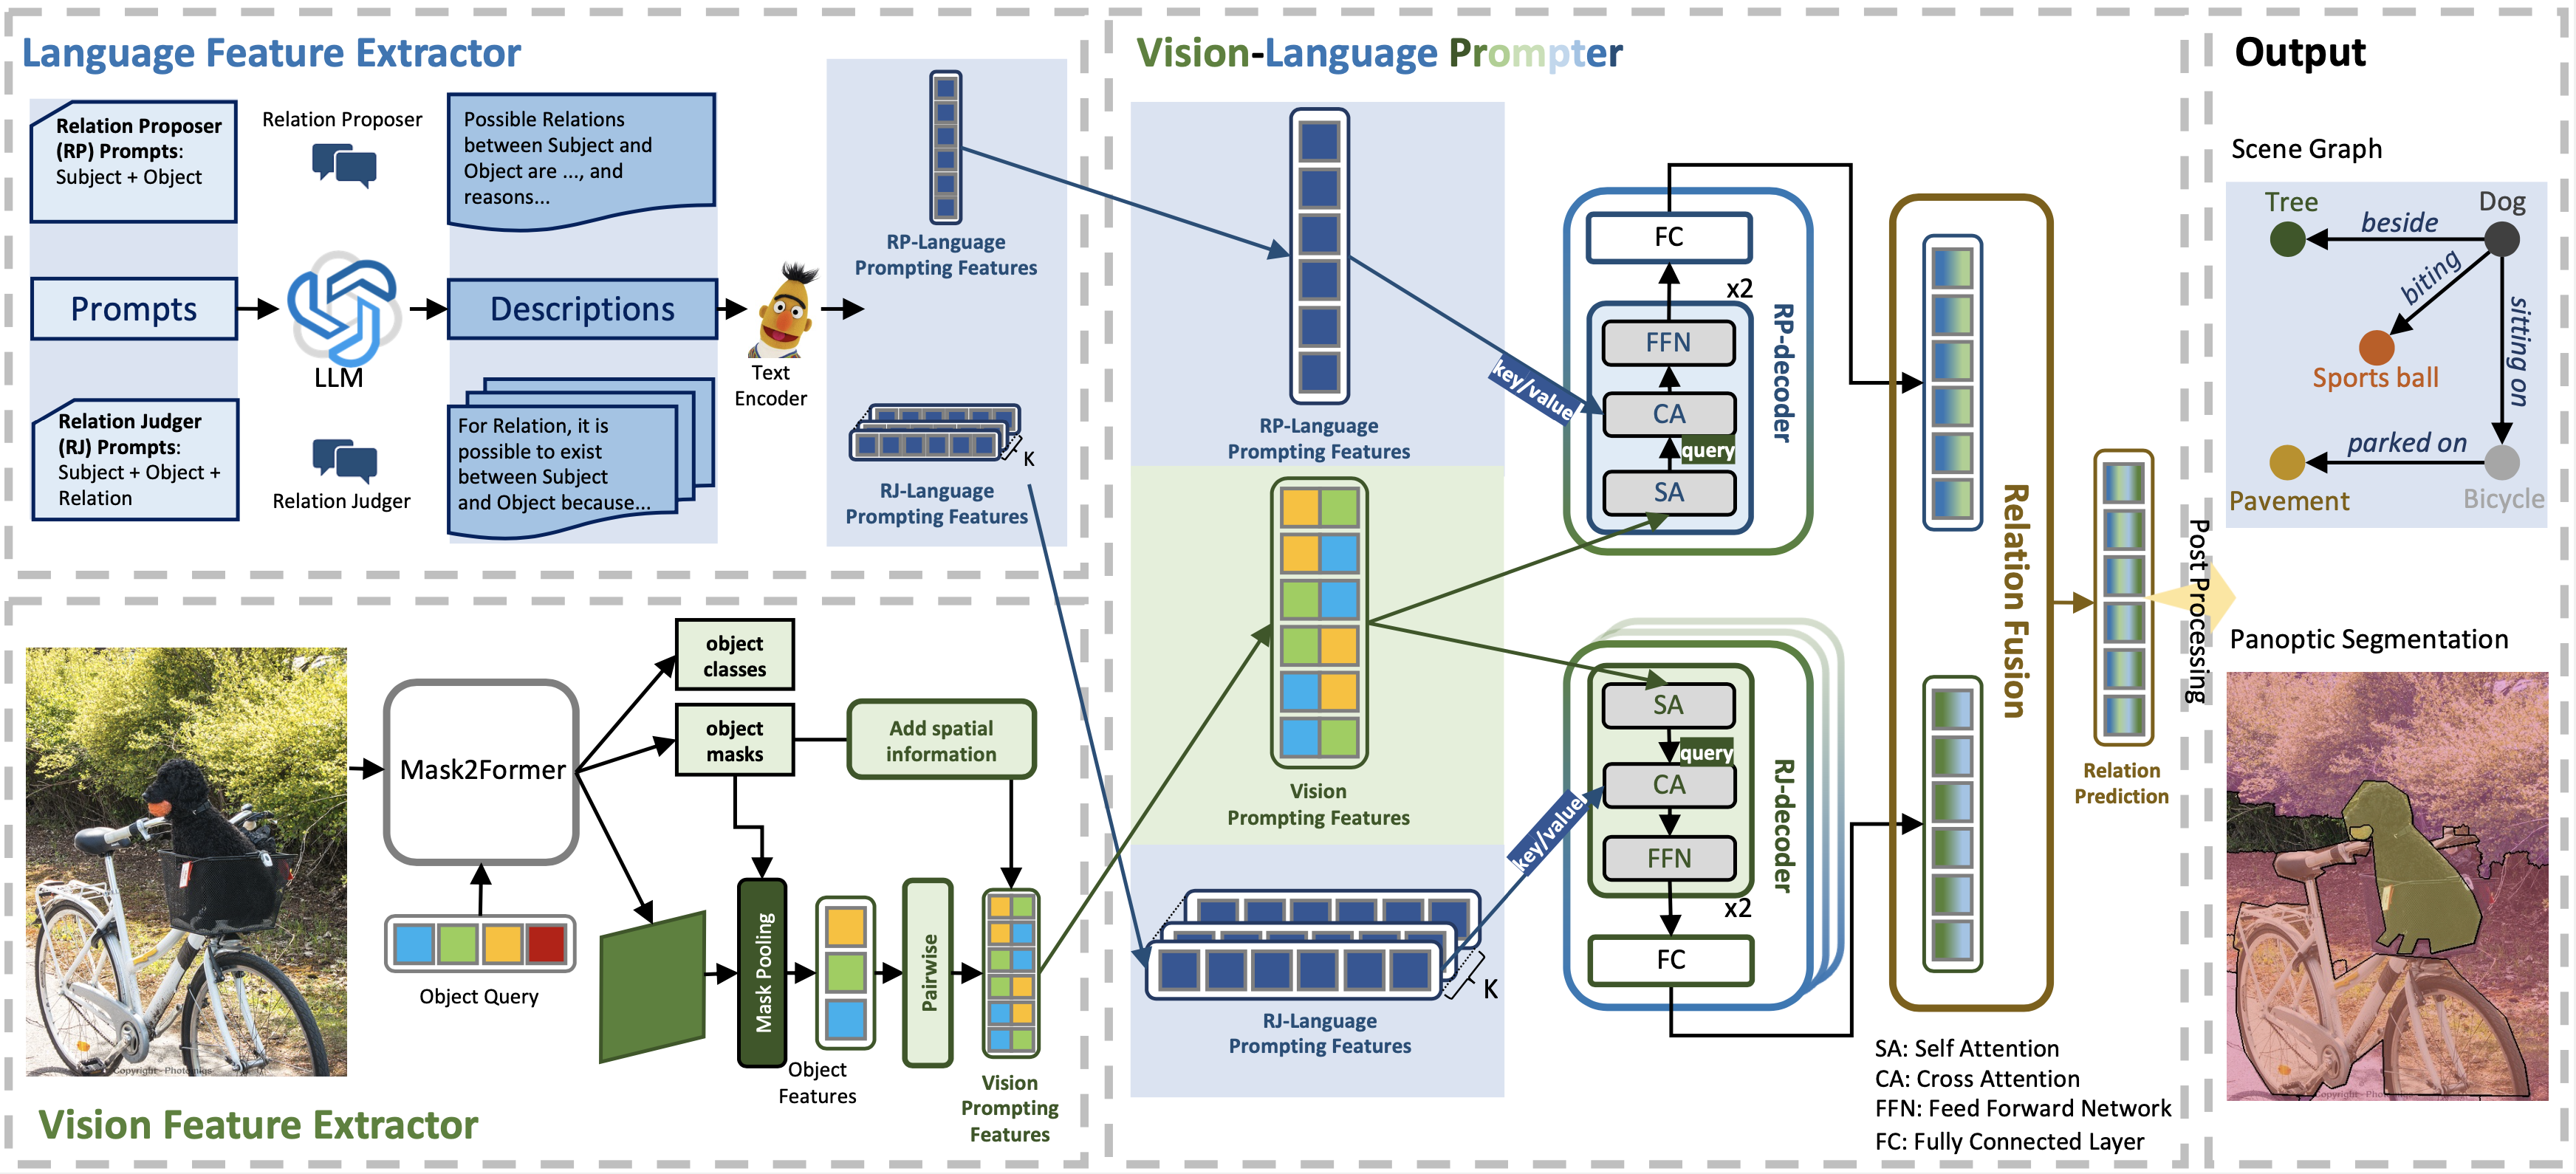 Language Feature Extractor
Relation Proposer
(RP) Prompts:
Subject + Object
Relation Proposer
Possible Relations
between Subject and
Object are ..., and
reasons...
RP-Language
Prompting Features
Prompts
LLM
Descriptions
Text
Encoder
Relation Judger
(RJ) Prompts:
Subject + Object +
Relation
Relation Judger
For Relation, it is
possible to exist
between Subject
and Object because...
K
RJ-Language
Prompting Features
Vision Feature Extractor
Mask2Former
Object Query
object
classes
object
masks
Add spatial
information
Mask Pooling
Object
Features
Pairwise
Vision
Prompting
Features
Copyright - Photominks
Vision-Language Prompter
RP-Language
Prompting Features
Vision
Prompting Features
K
RJ-Language
Prompting Features
key/value
FC
x2
FFN
CA
query
SA
RP-decoder
key/value
SA
query
CA
FFN
x2
FC
RJ-decoder
Relation Fusion
Relation
Prediction
Post Processing
SA: Self Attention
CA: Cross Attention
FFN: Feed Forward Network
FC: Fully Connected Layer
Output
Scene Graph
Tree
Dog
beside
biting
sitting on
Sports ball
parked on
Pavement
Bicycle
Panoptic Segmentation